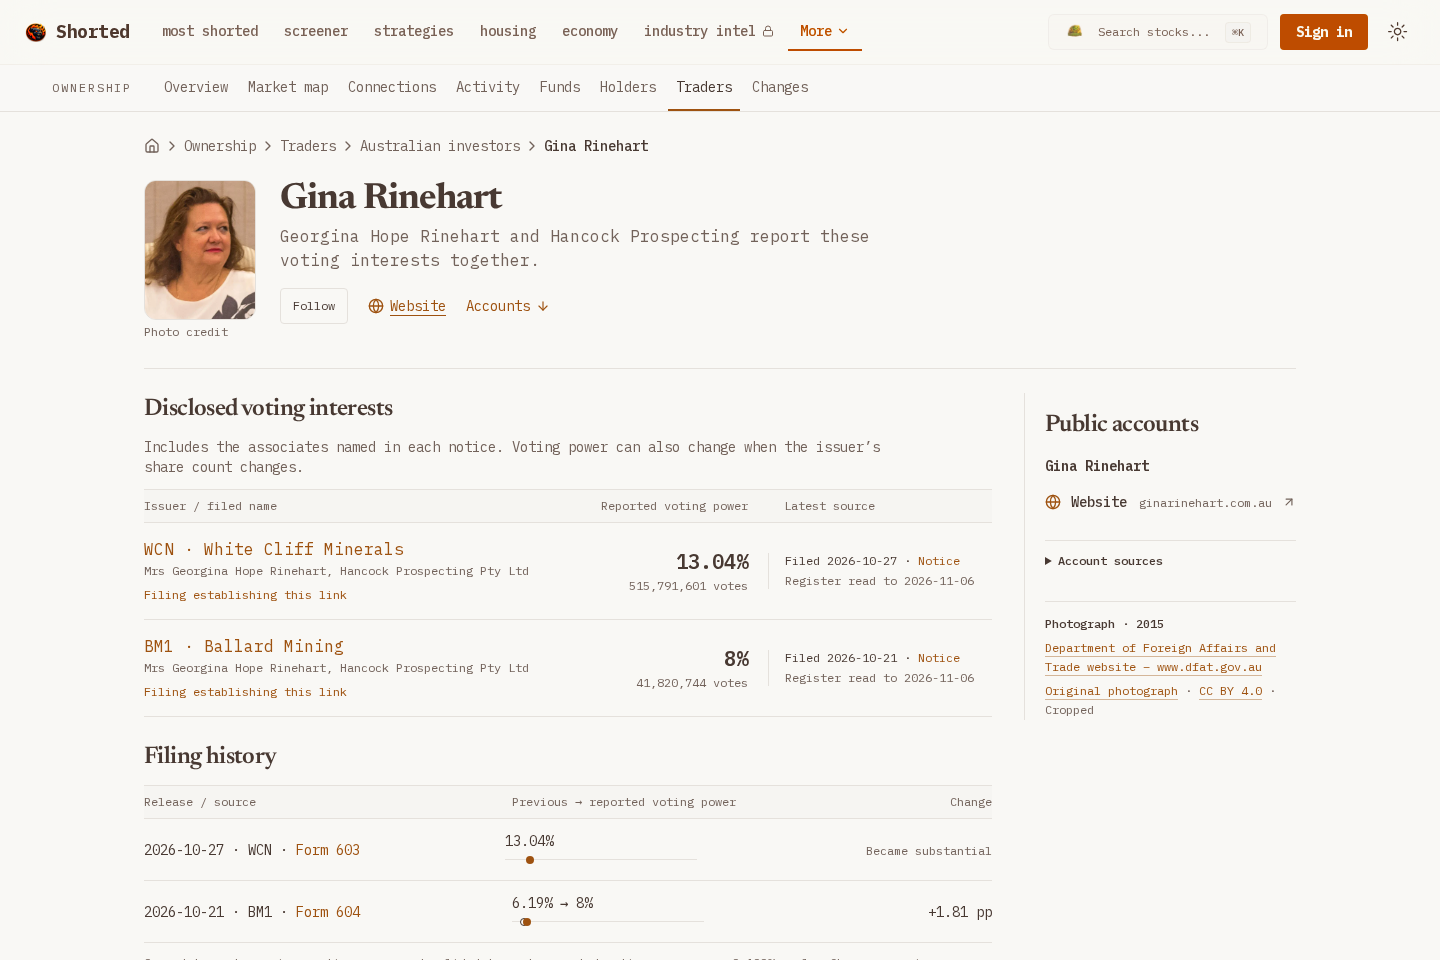 Shorted
most shorted
screener
strategies
housing
economy
industry intel
More
Search stocks...
⌘K
Sign in
OWNERSHIP
Overview
Market map
Connections
Activity
Funds
Holders
Traders
Changes
Ownership > Traders > Australian investors > Gina Rinehart
Gina Rinehart
Georgina Hope Rinehart and Hancock Prospecting report these
voting interests together.
Follow
Website
Accounts ↓
Photo credit
Disclosed voting interests
Includes the associates named in each notice. Voting power can also change when the issuer’s
share count changes.
Issuer / filed name
Reported voting power
Latest source
WCN · White Cliff Minerals
Mrs Georgina Hope Rinehart, Hancock Prospecting Pty Ltd
Filing establishing this link
13.04%
515,791,601 votes
Filed 2026-10-27 · Notice
Register read to 2026-11-06
BM1 · Ballard Mining
Mrs Georgina Hope Rinehart, Hancock Prospecting Pty Ltd
Filing establishing this link
8%
41,820,744 votes
Filed 2026-10-21 · Notice
Register read to 2026-11-06
Filing history
Release / source
Previous → reported voting power
Change
2026-10-27 · WCN · Form 603
13.04%
Became substantial
2026-10-21 · BM1 · Form 604
6.19% → 8%
+1.81 pp
Public accounts
Gina Rinehart
Website ginarinehart.com.au
Account sources
Photograph · 2015
Department of Foreign Affairs and
Trade website – www.dfat.gov.au
Original photograph · CC BY 4.0 ·
Cropped